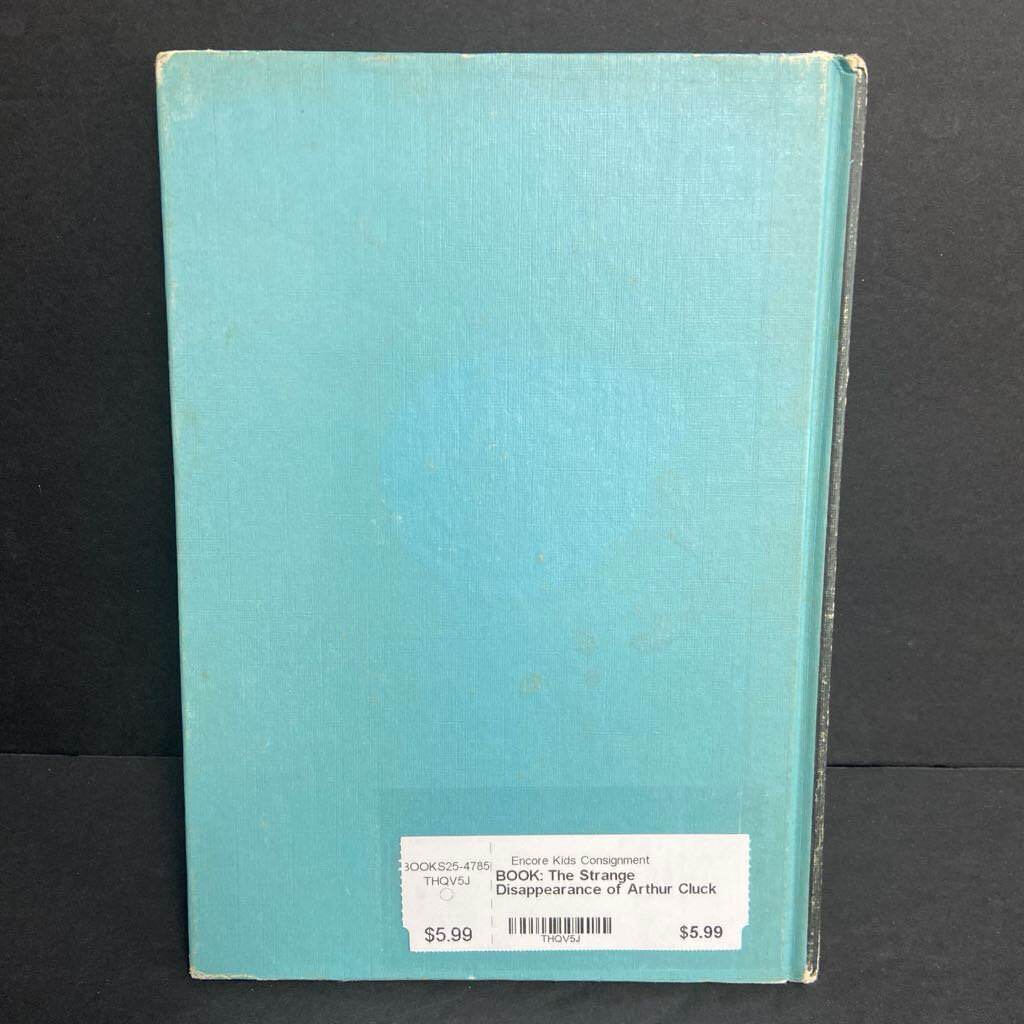 BOOKS25-4785
THQV5J
$5.99
Encore Kids Consignment
BOOK: The Strange
Disappearance of Arthur Cluck
THQV5J
$5.99